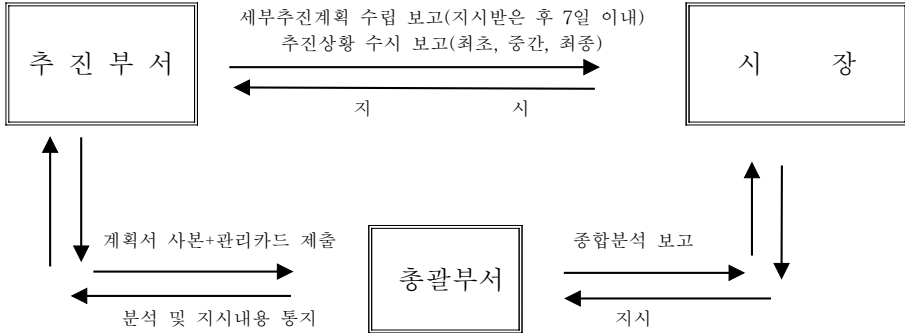 세부추진계획 수립 보고(지시받은 후 7일 이내)
추진상황 수시 보고(최초, 중간, 최종)
추 진 부 서
시 장
지 시
계획서 사본+관리카드 제출
종합분석 보고
총괄부서
분석 및 지시내용 통지
지시